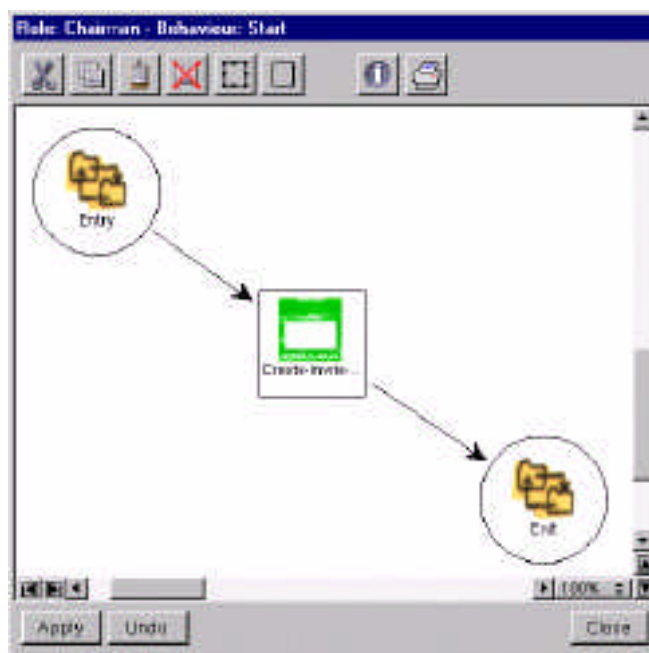 Role: Chairman - Behaviour: Start
Entry
Create-Invite-...
Exit
100%
Apply
Undo
Close